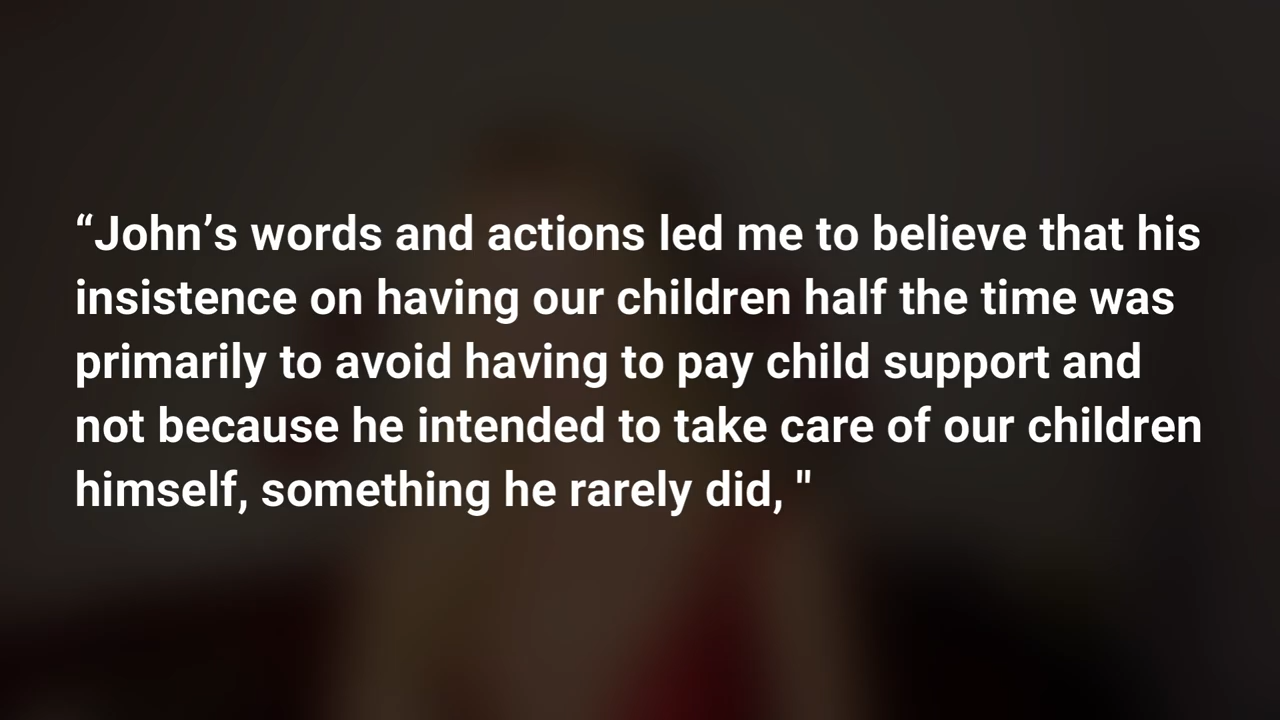 “John’s words and actions led me to believe that his
insistence on having our children half the time was
primarily to avoid having to pay child support and
not because he intended to take care of our children
himself, something he rarely did, "